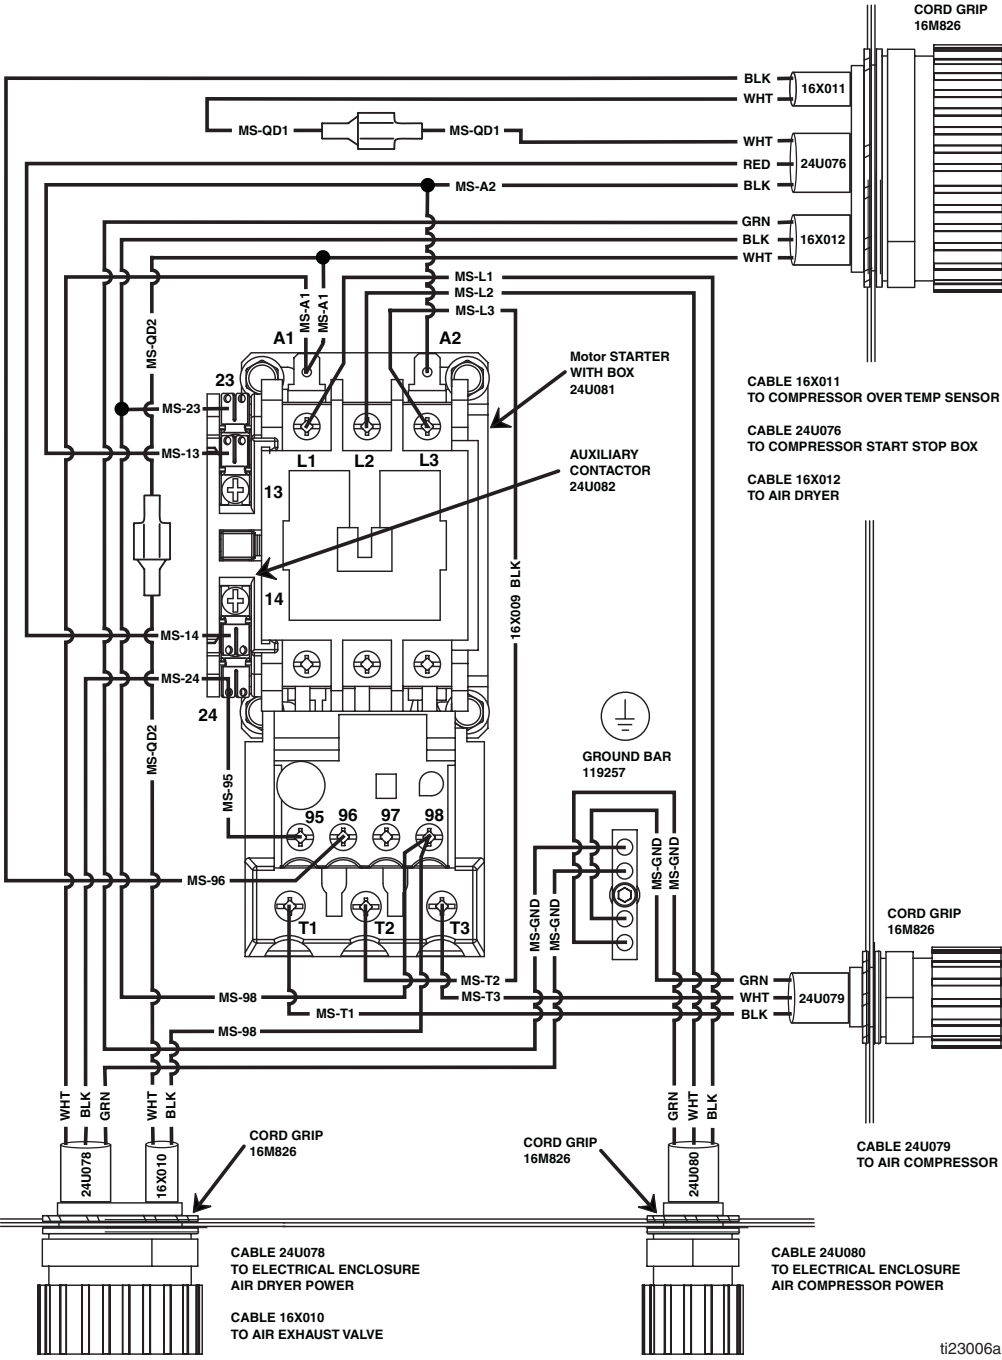 CORD GRIP
16M826
BLK
16X011
WHT
MS-QD1
MS-QD1
WHT
RED
24U076
MS-A2
BLK
GRN
BLK
16X012
WHT
MS-L1
MS-L2
MS-L3
MS-A1
MS-A1
MS-QD2
A1
A2
Motor STARTER
WITH BOX
24U081
CABLE 16X011
TO COMPRESSOR OVER TEMP SENSOR
CABLE 24U076
TO COMPRESSOR START STOP BOX
CABLE 16X012
TO AIR DRYER
23
MS-23
MS-13
L1
L2
L3
AUXILIARY
CONTACTOR
24U082
13
14
16X009 BLK
MS-14
MS-24
24
MS-QD2
MS-95
GROUND BAR
119257
95
96
97
98
MS-GND
MS-GND
MS-96
T1
T2
T3
MS-GND
MS-GND
CORD GRIP
16M826
MS-T2
GRN
MS-98
MS-T3
WHT
24U079
MS-T1
BLK
MS-98
WHT
BLK
GRN
WHT
BLK
GRN
WHT
BLK
CORD GRIP
16M826
CORD GRIP
16M826
CABLE 24U079
TO AIR COMPRESSOR
24U078
16X010
24U080
CABLE 24U078
TO ELECTRICAL ENCLOSURE
AIR DRYER POWER
CABLE 16X010
TO AIR EXHAUST VALVE
CABLE 24U080
TO ELECTRICAL ENCLOSURE
AIR COMPRESSOR POWER
ti23006a